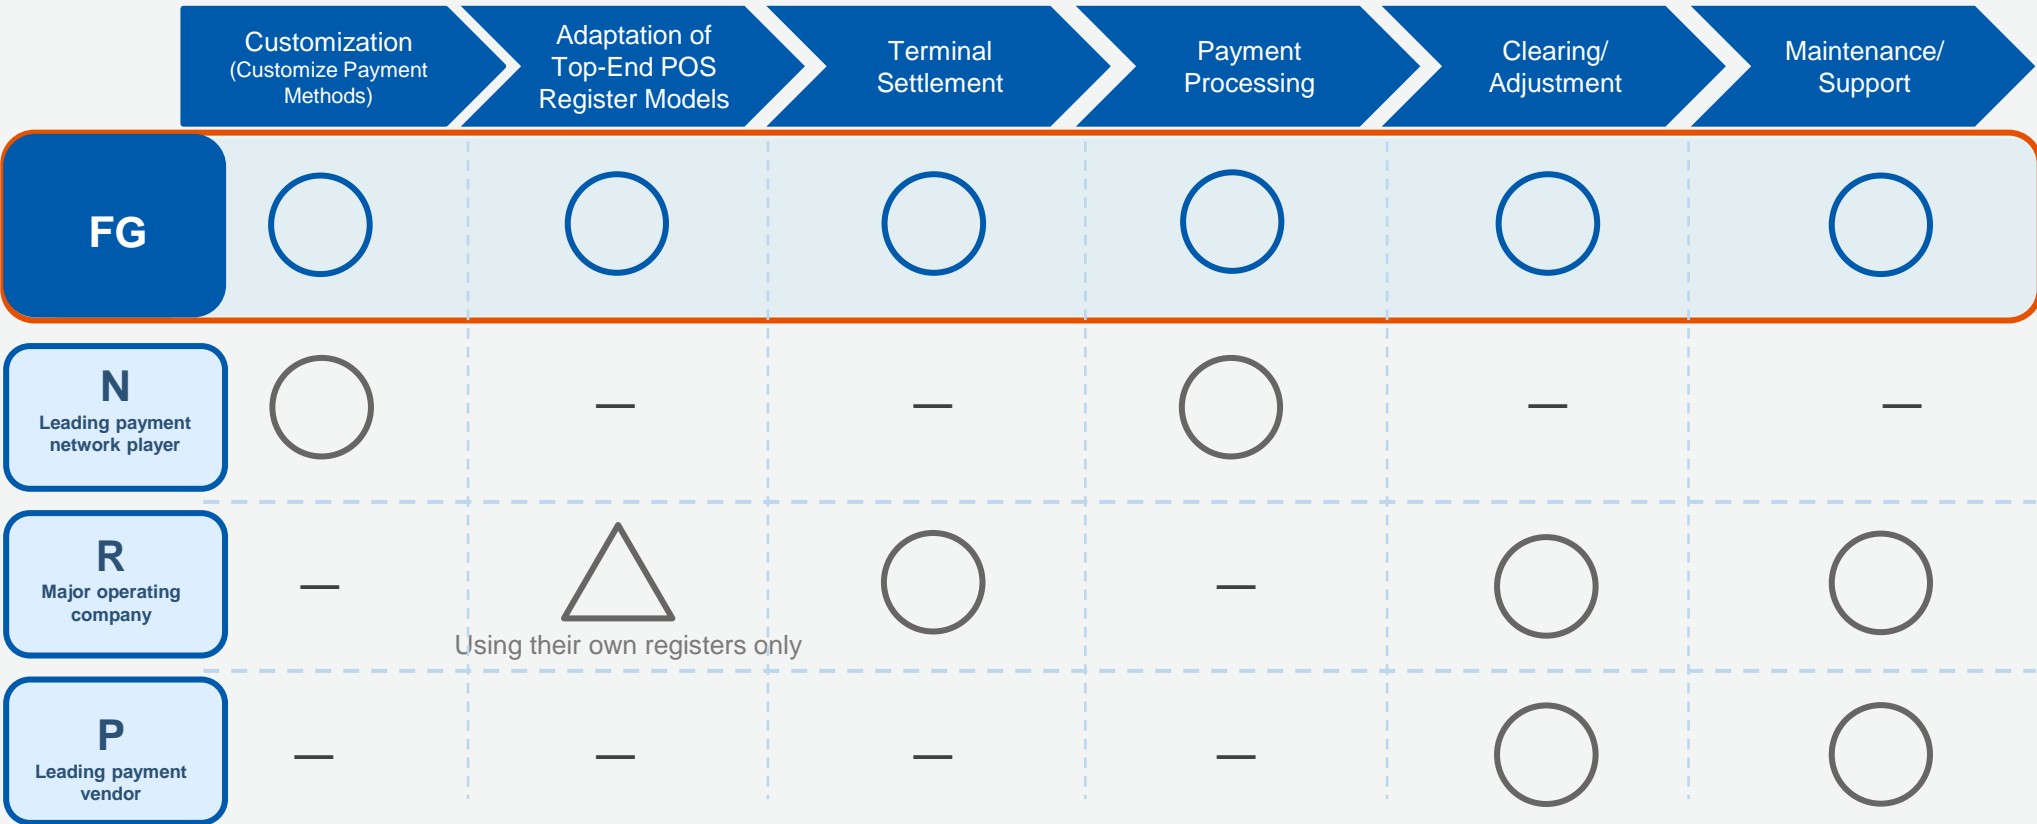 Customization
(Customize Payment
Methods)
Adaptation of
Top-End POS
Register Models
Terminal
Settlement
Payment
Processing
Clearing/
Adjustment
Maintenance/
Support
FG
N
Leading payment
network player
— — — —
R
Major operating
company
— —
Using their own registers only
P
Leading payment
vendor
— — — —